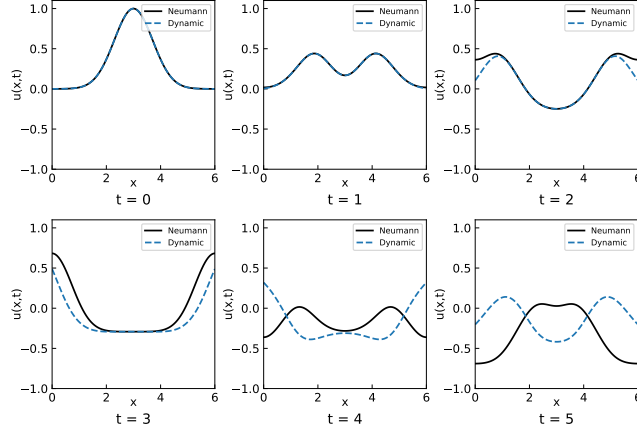 1.0
0.5
0.0
−0.5
−1.0
u(x,t)
Neumann
Dynamic
0 2 4 6
x
t = 0
1.0
0.5
0.0
−0.5
−1.0
u(x,t)
Neumann
Dynamic
0 2 4 6
x
t = 1
1.0
0.5
0.0
−0.5
−1.0
u(x,t)
Neumann
Dynamic
0 2 4 6
x
t = 2
1.0
0.5
0.0
−0.5
−1.0
u(x,t)
Neumann
Dynamic
0 2 4 6
x
t = 3
1.0
0.5
0.0
−0.5
−1.0
u(x,t)
Neumann
Dynamic
0 2 4 6
x
t = 4
1.0
0.5
0.0
−0.5
−1.0
u(x,t)
Neumann
Dynamic
0 2 4 6
x
t = 5